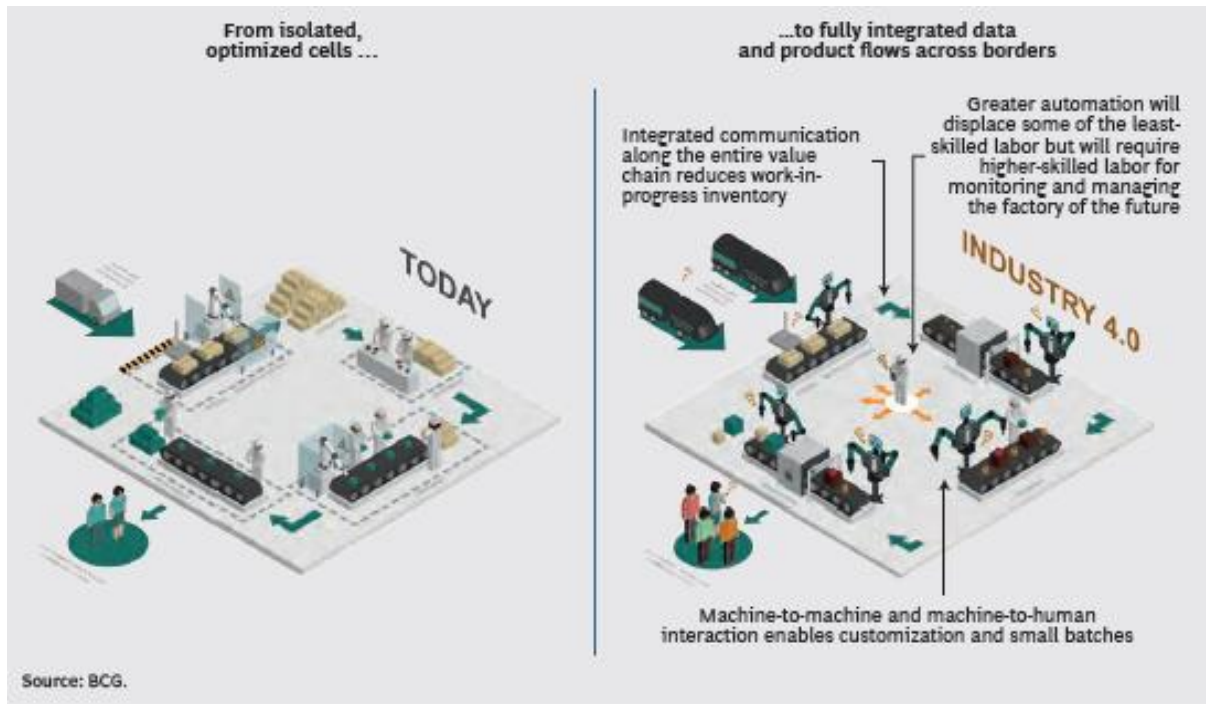 From isolated,
optimized cells ...
...to fully integrated data
and product flows across borders
Integrated communication
along the entire value
chain reduces work-in-
progress inventory
Greater automation will
displace some of the least-
skilled labor but will require
higher-skilled labor for
monitoring and managing
the factory of the future
TODAY
INDUSTRY 4.0
Machine-to-machine and machine-to-human
interaction enables customization and small batches
Source: BCG.